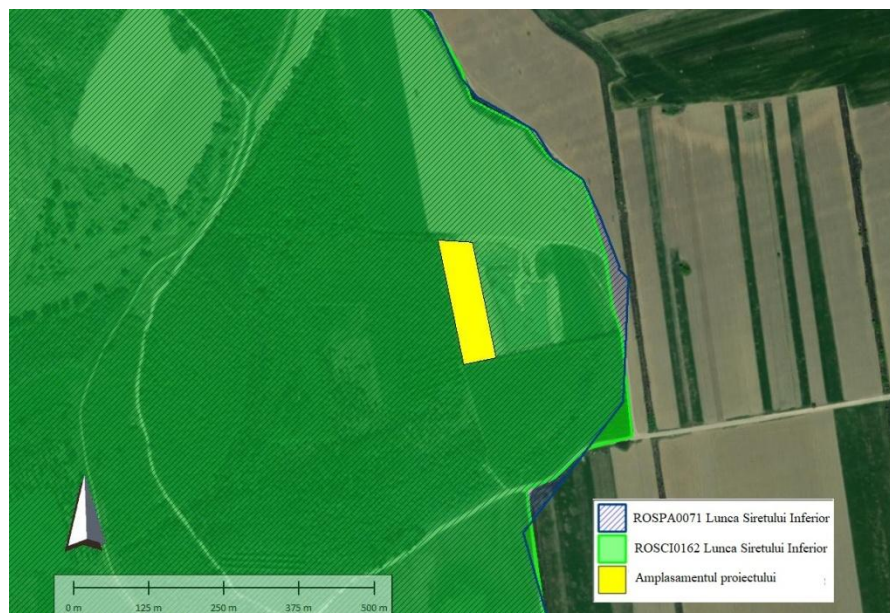 ROSPA0071 Lunca Siretului Inferior
ROSCI0162 Lunca Siretului Inferior
Amplasamentul proiectului
0 m 125 m 250 m 375 m 500 m